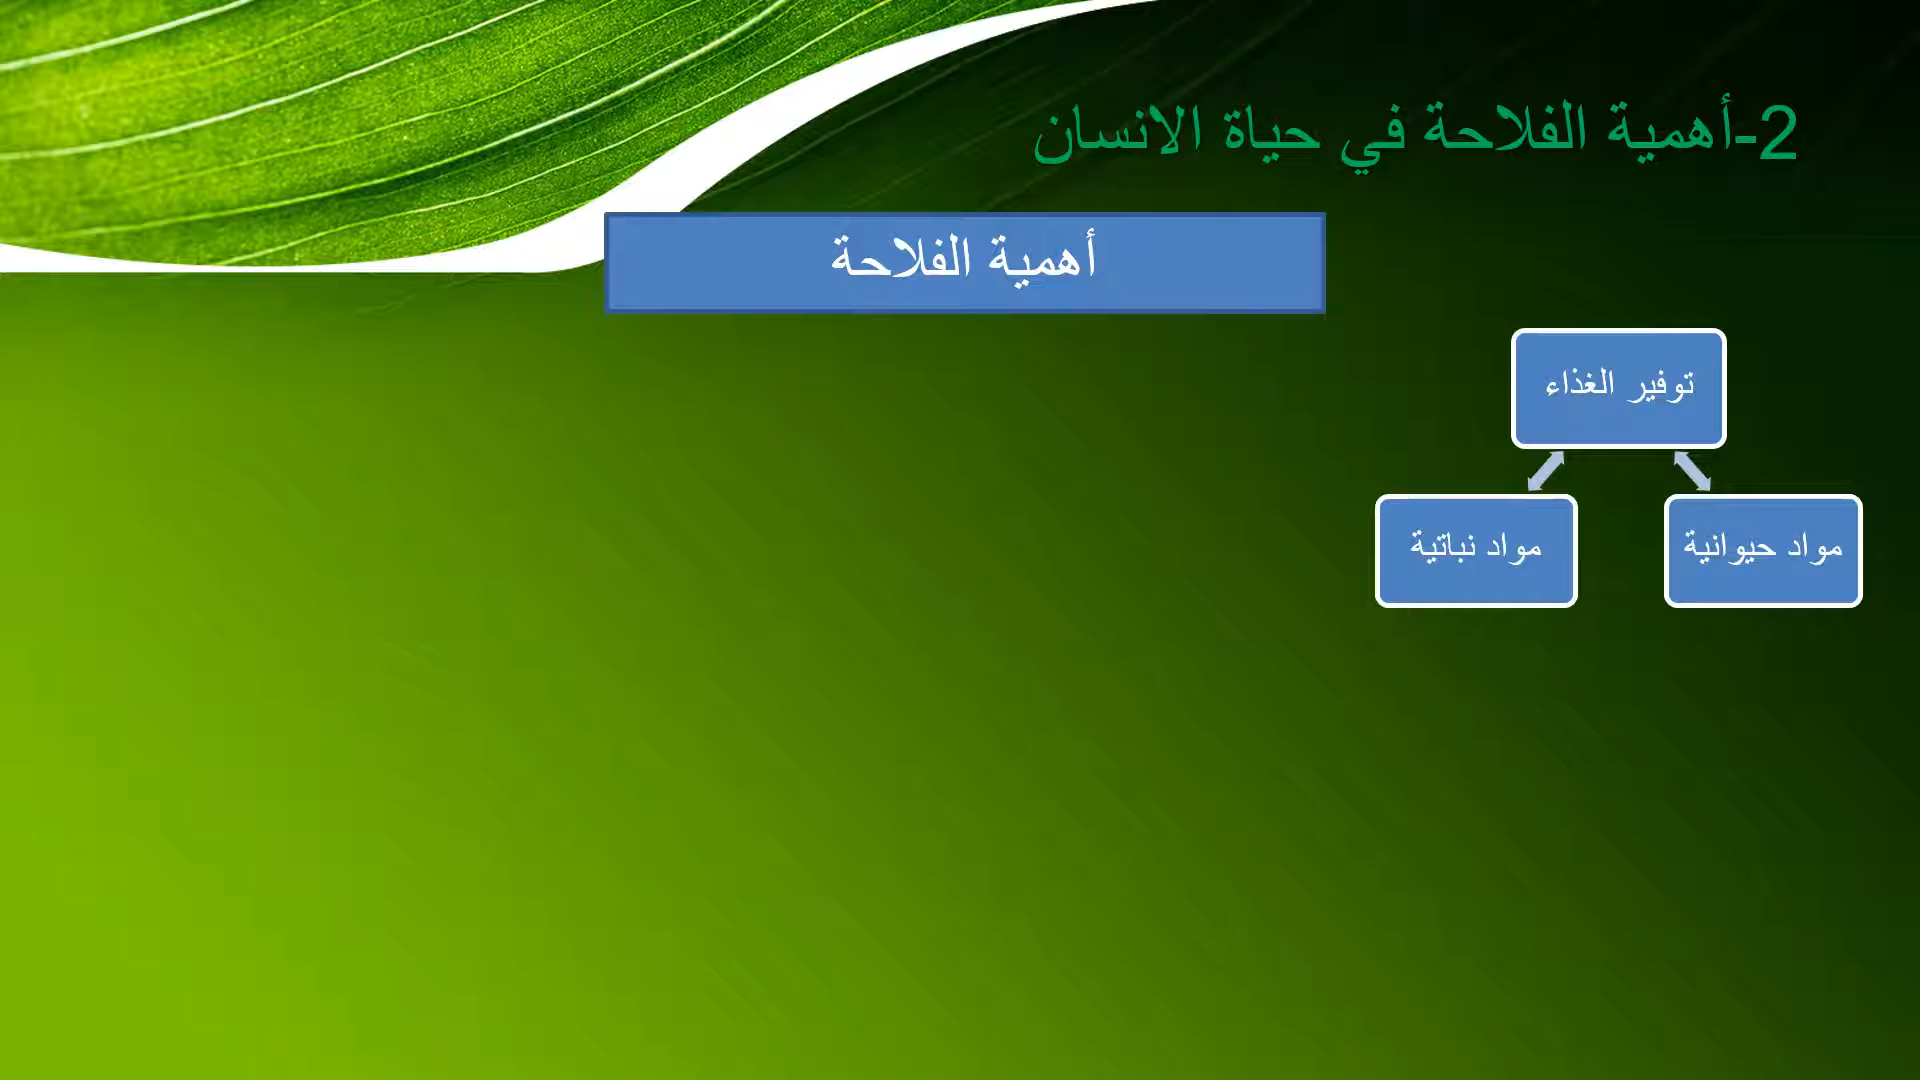 2-أهمية الفلاحة في حياة الانسان
أهمية الفلاحة
توفير الغذاء
مواد حيوانية
مواد نباتية